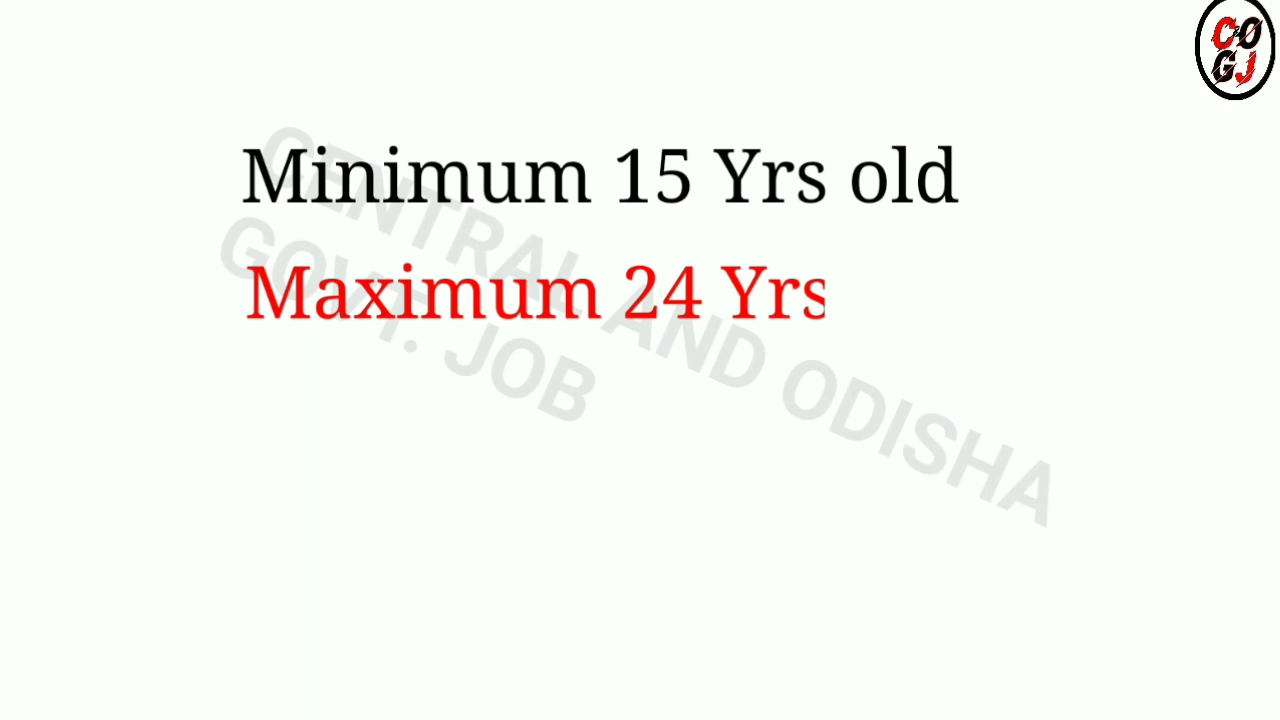 CO
GJ
Minimum 15 Yrs old
Maximum 24 Yrs
CENTRAL AND ODISHA
GOVT. JOB